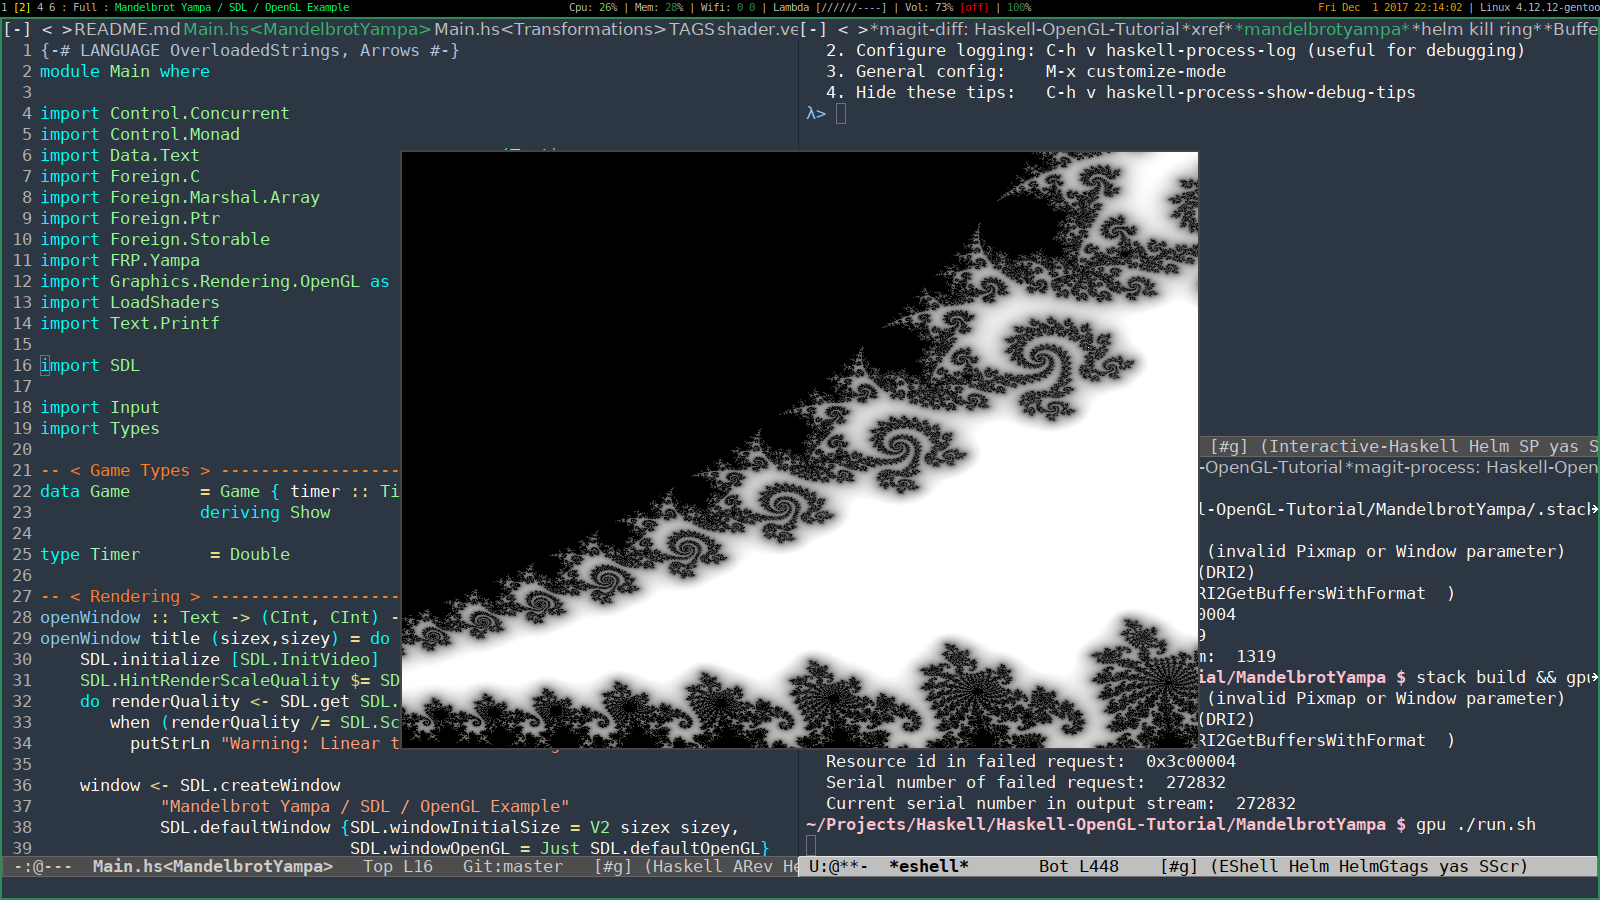 1 [2] 4 6 : Full : Mandelbrot Yampa / SDL / OpenGL Example
Cpu: 26% | Mem: 28% | Wifi: 0 0 | Lambda [//////----] | Vol: 73% [off] | 100%
Fri Dec  1 2017 22:14:02 | Linux 4.12.12-gentoo
[-] < >README.md Main.hs<MandelbrotYampa> Main.hs<Transformations> TAGS shader.ve
1 {-# LANGUAGE OverloadedStrings, Arrows #-}
2 module Main where
3
4 import Control.Concurrent
5 import Control.Monad
6 import Data.Text
7 import Foreign.C
8 import Foreign.Marshal.Array
9 import Foreign.Ptr
10 import Foreign.Storable
11 import FRP.Yampa
12 import Graphics.Rendering.OpenGL as
13 import LoadShaders
14 import Text.Printf
15
16 import SDL
17
18 import Input
19 import Types
20
21 -- < Game Types > ------------------
22 data Game       = Game { timer :: Ti
23                 deriving Show
24
25 type Timer       = Double
26
27 -- < Rendering > -------------------
28 openWindow :: Text -> (CInt, CInt) -
29 openWindow title (sizex,sizey) = do
30     SDL.initialize [SDL.InitVideo]
31     SDL.HintRenderScaleQuality $= SD
32     do renderQuality <- SDL.get SDL.
33        when (renderQuality /= SDL.Sc
34          putStrLn "Warning: Linear t
35
36     window <- SDL.createWindow
37             "Mandelbrot Yampa / SDL / OpenGL Example"
38             SDL.defaultWindow {SDL.windowInitialSize = V2 sizex sizey,
39                                SDL.windowOpenGL = Just SDL.defaultOpenGL}
-:@---  Main.hs<MandelbrotYampa>   Top L16   Git:master   [#g] (Haskell ARev He
[-] < >*magit-diff: Haskell-OpenGL-Tutorial *xref* *mandelbrotyampa* *helm kill ring**Buffe
2. Configure logging: C-h v haskell-process-log (useful for debugging)
3. General config:    M-x customize-mode
4. Hide these tips:   C-h v haskell-process-show-debug-tips
λ>
[#g] (Interactive-Haskell Helm SP yas S
-OpenGL-Tutorial *magit-process: Haskell-Open
l-OpenGL-Tutorial/MandelbrotYampa/.stack
(invalid Pixmap or Window parameter)
(DRI2)
RI2GetBuffersWithFormat  )
00004
9
m:  1319
ial/MandelbrotYampa $ stack build && gpu
(invalid Pixmap or Window parameter)
(DRI2)
RI2GetBuffersWithFormat  )
Resource id in failed request:  0x3c00004
Serial number of failed request:  272832
Current serial number in output stream:  272832
~/Projects/Haskell/Haskell-OpenGL-Tutorial/MandelbrotYampa $ gpu ./run.sh
U:@**-  *eshell*       Bot L448    [#g] (EShell Helm HelmGtags yas SScr)